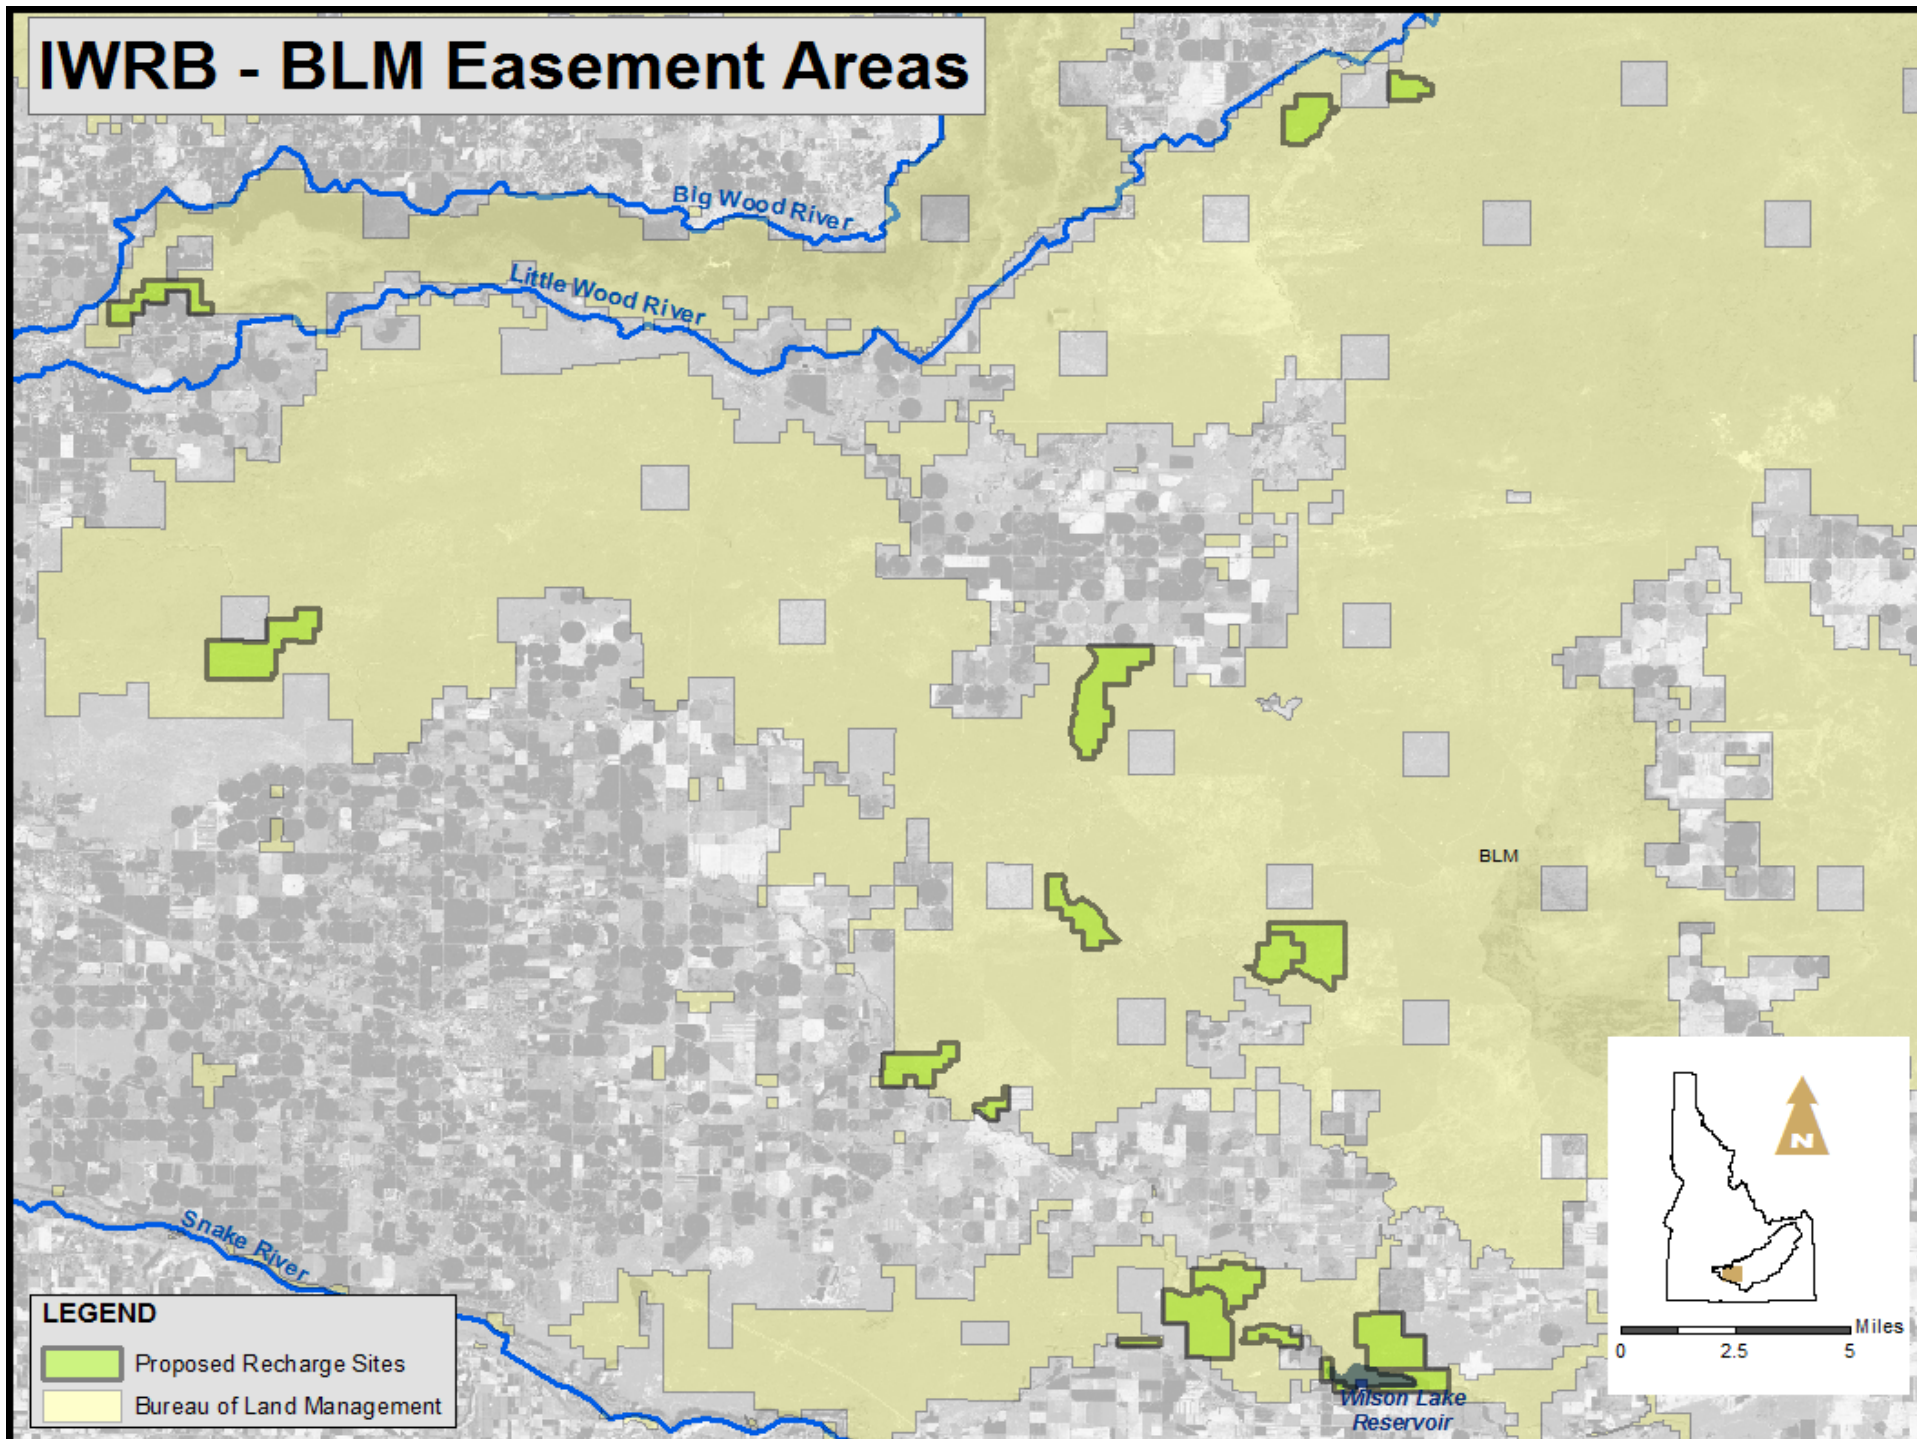 IWRB - BLM Easement Areas
Big Wood River
Little Wood River
BLM
Snake River
N
Miles
0 2.5 5
LEGEND
Proposed Recharge Sites
Bureau of Land Management
Wilson Lake
Reservoir